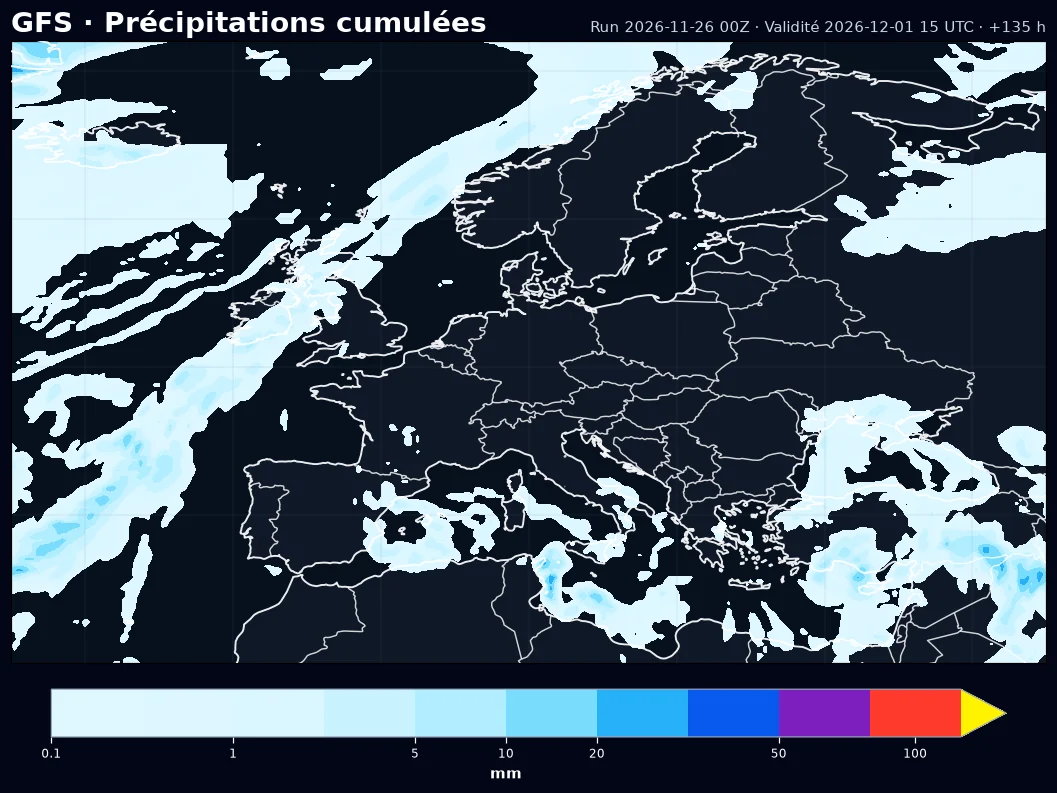 GFS · Précipitations cumulées
Run 2026-11-26 00Z · Validité 2026-12-01 15 UTC · +135 h
0.1 1 5 10 20 50 100
mm